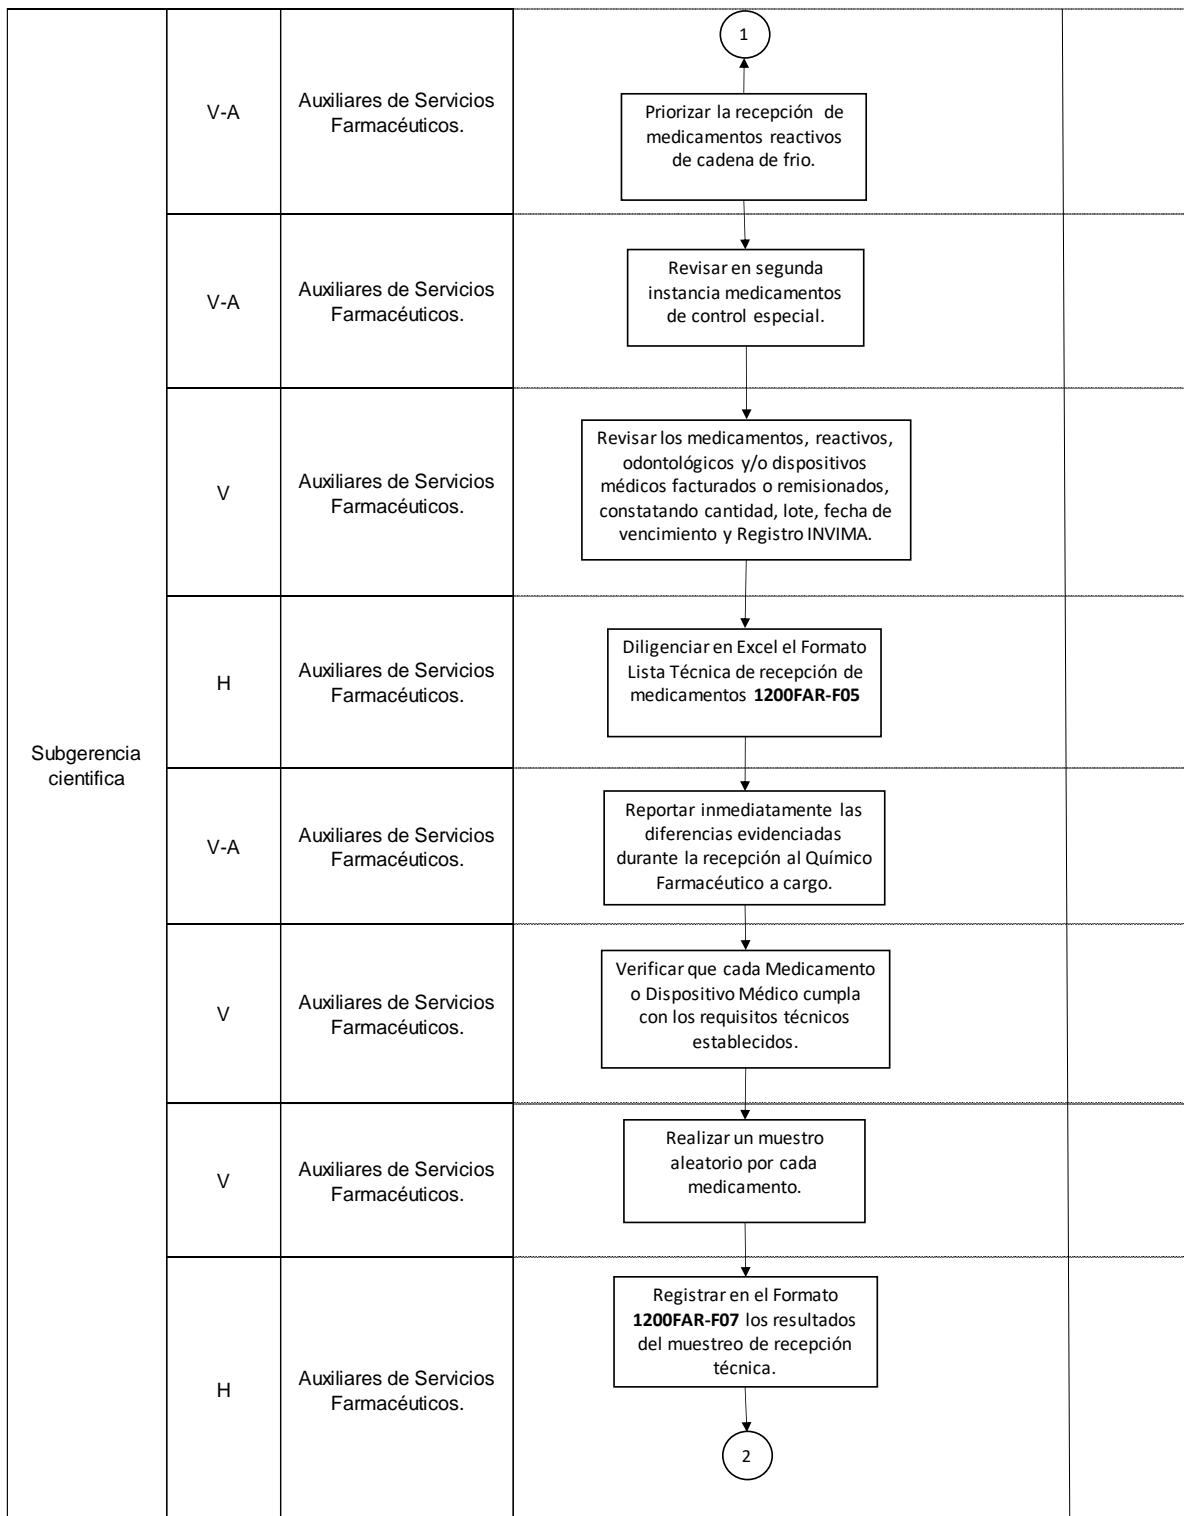 1
V-A
Auxiliares de Servicios
Farmacéuticos.
Priorizar la recepción de
medicamentos reactivos
de cadena de frio.
V-A
Auxiliares de Servicios
Farmacéuticos.
Revisar en segunda
instancia medicamentos
de control especial.
V
Auxiliares de Servicios
Farmacéuticos.
Revisar los medicamentos, reactivos,
odontológicos y/o dispositivos
médicos facturados o remisionados,
constatando cantidad, lote, fecha de
vencimiento y Registro INVIMA.
H
Auxiliares de Servicios
Farmacéuticos.
Diligenciar en Excel el Formato
Lista Técnica de recepción de
medicamentos 1200FAR-F05
Subgerencia
cientifica
V-A
Auxiliares de Servicios
Farmacéuticos.
Reportar inmediatamente las
diferencias evidenciadas
durante la recepción al Químico
Farmacéutico a cargo.
V
Auxiliares de Servicios
Farmacéuticos.
Verificar que cada Medicamento
o Dispositivo Médico cumpla
con los requisitos técnicos
establecidos.
V
Auxiliares de Servicios
Farmacéuticos.
Realizar un muestro
aleatorio por cada
medicamento.
H
Auxiliares de Servicios
Farmacéuticos.
Registrar en el Formato
1200FAR-F07 los resultados
del muestreo de recepción
técnica.
2